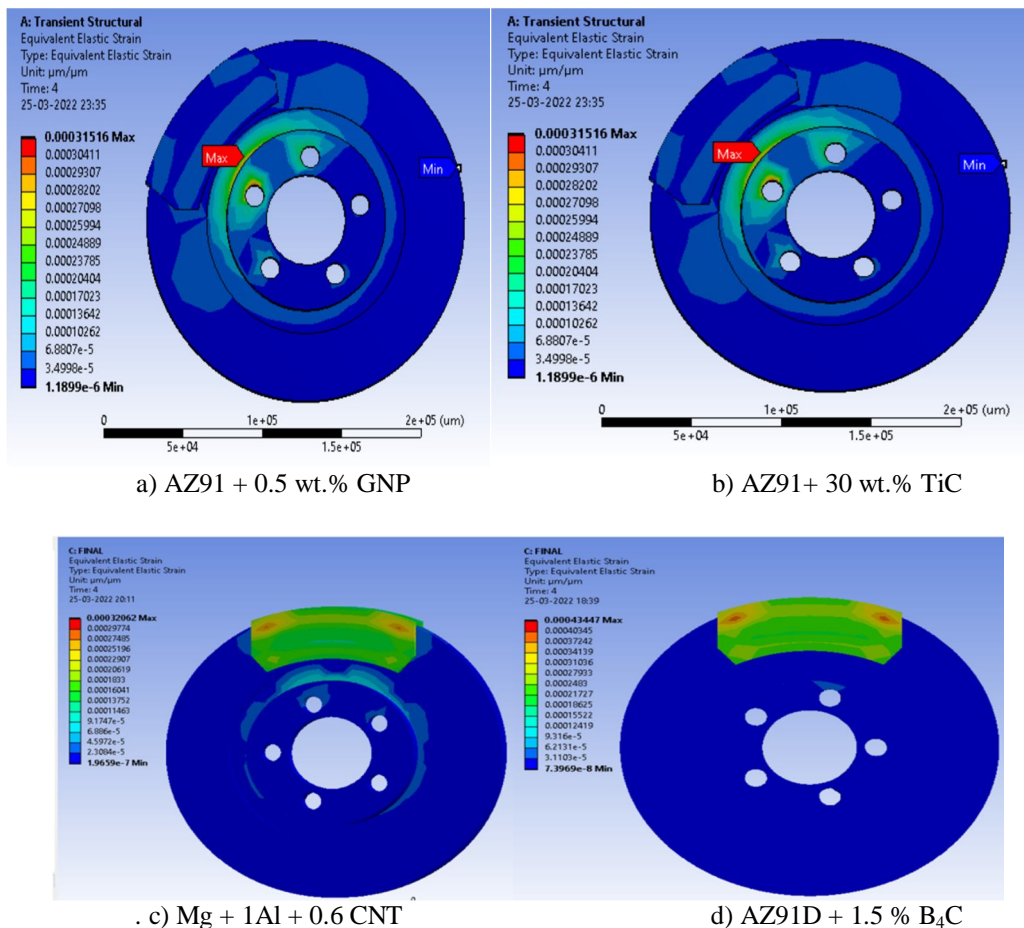 A: Transient Structural
Equivalent Elastic Strain
Type: Equivalent Elastic Strain
Unit: µm/µm
Time: 4
25-03-2022 23:35
0.00031516 Max
0.00030411
0.00029307
0.00028202
0.00027098
0.00025994
0.00024889
0.00023785
0.00020404
0.00017023
0.00013642
0.00010262
6.8807e-5
3.4998e-5
1.1899e-6 Min
Max
Min
0 1e+05 2e+05 (um)
5e+04 1.5e+05
a) AZ91 + 0.5 wt.% GNP
A: Transient Structural
Equivalent Elastic Strain
Type: Equivalent Elastic Strain
Unit: µm/µm
Time: 4
25-03-2022 23:35
0.00031516 Max
0.00030411
0.00029307
0.00028202
0.00027098
0.00025994
0.00024889
0.00023785
0.00020404
0.00017023
0.00013642
0.00010262
6.8807e-5
3.4998e-5
1.1899e-6 Min
Max
Min
0 1e+05 2e+05 (um)
5e+04 1.5e+05
b) AZ91+ 30 wt.% TiC
C: FINAL
Equivalent Elastic Strain
Type: Equivalent Elastic Strain
Unit: µm/µm
Time: 4
25-03-2022 20:11
0.00032062 Max
0.00029774
0.00027485
0.00025196
0.00022907
0.00020619
0.0001833
0.00016041
0.00013752
0.00011463
9.1747e-5
6.886e-5
4.5972e-5
2.3084e-5
1.9659e-7 Min
. c) Mg + 1Al + 0.6 CNT
C: FINAL
Equivalent Elastic Strain
Type: Equivalent Elastic Strain
Unit: µm/µm
Time: 4
25-03-2022 18:39
0.00043447 Max
0.00040345
0.00037242
0.00034139
0.00031036
0.00027933
0.0002483
0.00021727
0.00018625
0.00015522
0.00012419
9.316e-5
6.2131e-5
3.1103e-5
7.3969e-8 Min
d) AZ91D + 1.5 % B₄C